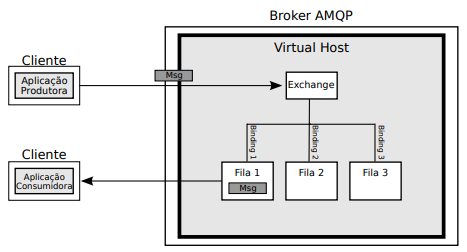 Broker AMQP
Virtual Host
Cliente
Aplicação
Produtora
Msg
Exchange
Binding 1
Binding 2
Binding 3
Cliente
Aplicação
Consumidora
Fila 1
Msg
Fila 2
Fila 3